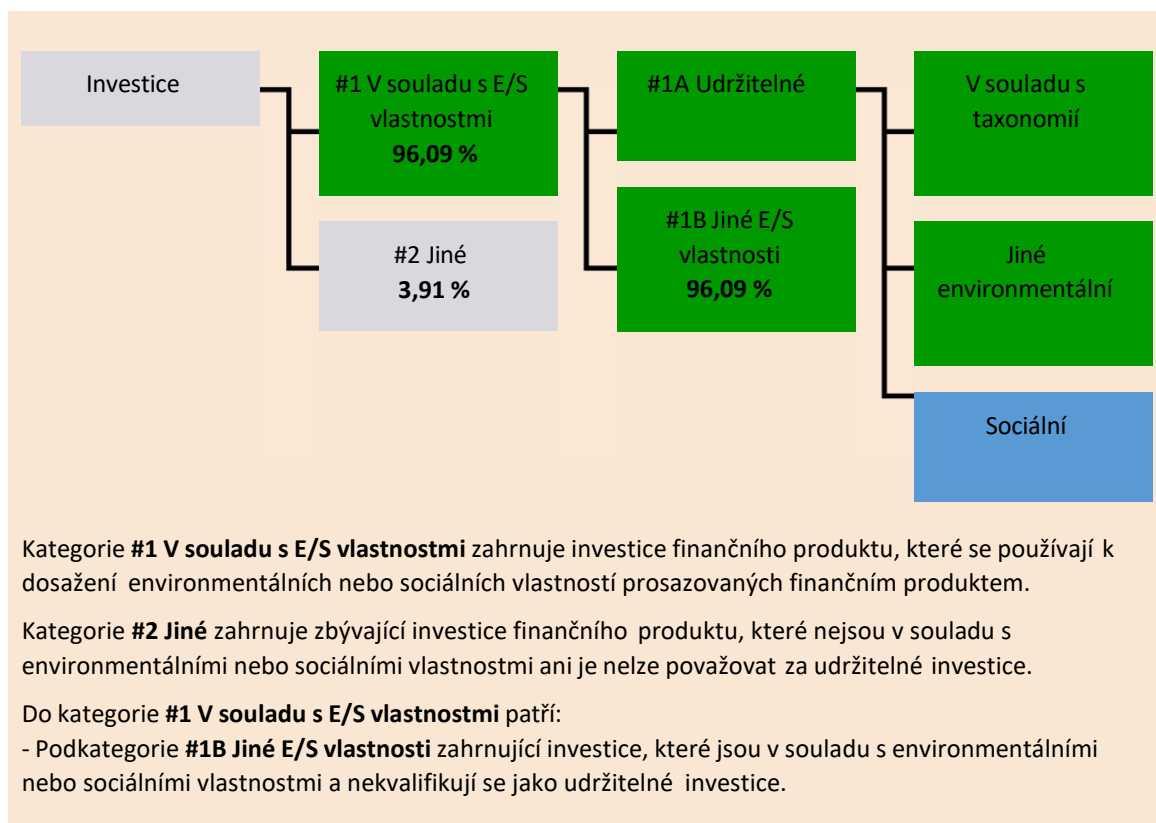 Investice
#1 V souladu s E/S
vlastnostmi
96,09 %
#2 Jiné
3,91 %
#1A Udržitelné
#1B Jiné E/S
vlastnosti
96,09 %
V souladu s
taxonomií
Jiné
environmentální
Sociální
Kategorie #1 V souladu s E/S vlastnostmi zahrnuje investice finančního produktu, které se používají k
dosažení environmentálních nebo sociálních vlastností prosazovaných finančním produktem.
Kategorie #2 Jiné zahrnuje zbývající investice finančního produktu, které nejsou v souladu s
environmentálními nebo sociálními vlastnostmi ani je nelze považovat za udržitelné investice.
Do kategorie #1 V souladu s E/S vlastnostmi patří:
- Podkategorie #1B Jiné E/S vlastnosti zahrnující investice, které jsou v souladu s environmentálními
nebo sociálními vlastnostmi a nekvalifikují se jako udržitelné investice.